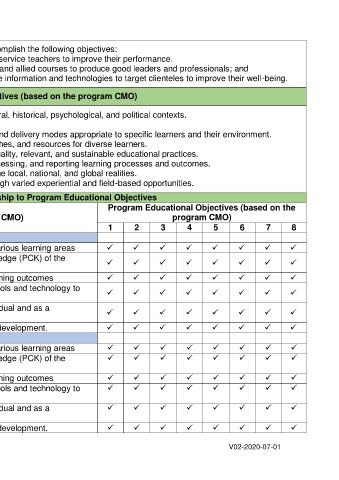 omplish the following objectives:
service teachers to improve their performance.
and allied courses to produce good leaders and professionals; and
e information and technologies to target clienteles to improve their well-being.
tives (based on the program CMO)
ral, historical, psychological, and political contexts.
nd delivery modes appropriate to specific learners and their environment.
hes, and resources for diverse learners.
uality, relevant, and sustainable educational practices.
sessing, and reporting learning processes and outcomes.
he local, national, and global realities.
gh varied experiential and field-based opportunities.
ship to Program Educational Objectives
CMO)
Program Educational Objectives (based on the
program CMO)
1 2 3 4 5 6 7 8
arious learning areas ✓ ✓ ✓ ✓ ✓ ✓ ✓ ✓
edge (PCK) of the ✓ ✓ ✓ ✓ ✓ ✓ ✓ ✓
ning outcomes ✓ ✓ ✓ ✓ ✓ ✓ ✓ ✓
ols and technology to ✓ ✓ ✓ ✓ ✓ ✓ ✓ ✓
dual and as a ✓ ✓ ✓ ✓ ✓ ✓ ✓ ✓
development. ✓ ✓ ✓ ✓ ✓ ✓ ✓ ✓
arious learning areas ✓ ✓ ✓ ✓ ✓ ✓ ✓ ✓
edge (PCK) of the ✓ ✓ ✓ ✓ ✓ ✓ ✓ ✓
ning outcomes ✓ ✓ ✓ ✓ ✓ ✓ ✓ ✓
ols and technology to ✓ ✓ ✓ ✓ ✓ ✓ ✓ ✓
dual and as a ✓ ✓ ✓ ✓ ✓ ✓ ✓ ✓
development. ✓ ✓ ✓ ✓ ✓ ✓ ✓ ✓
V02-2020-07-01